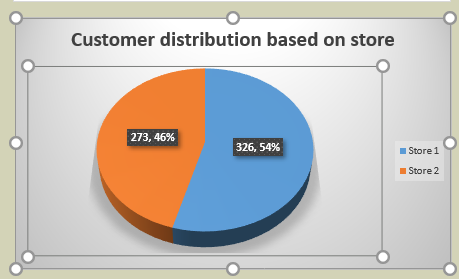 Customer distribution based on store
273, 46%
326, 54%
Store 1
Store 2